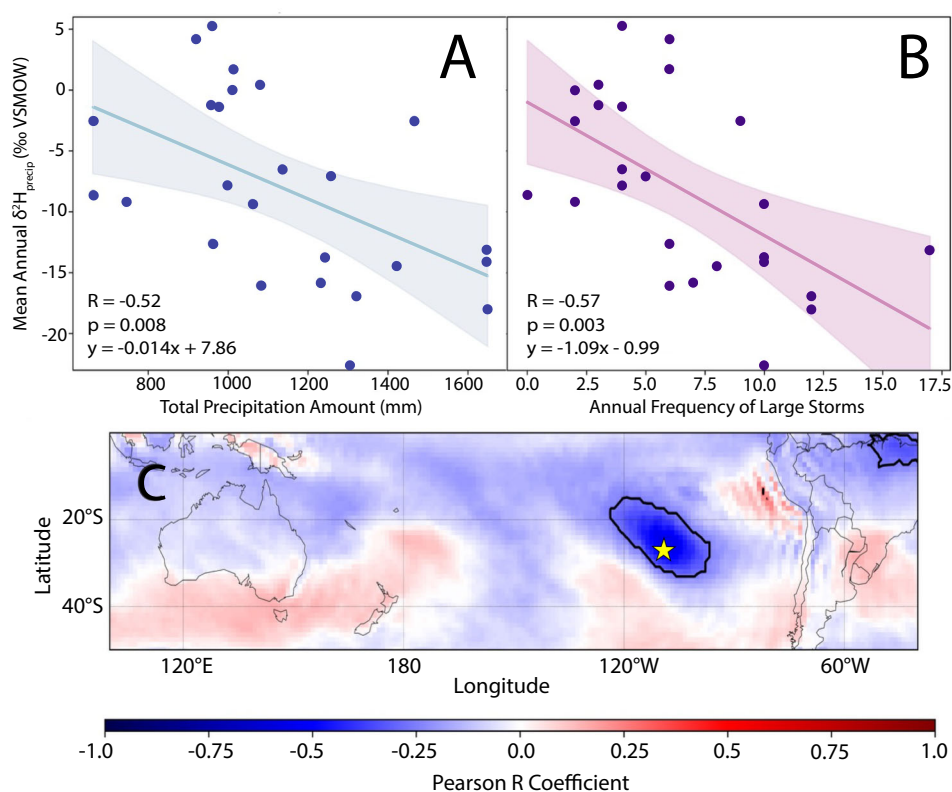 5
0
-5
-10
-15
-20
Mean Annual δ²Hprecip (‰ VSMOW)
A
R = -0.52
p = 0.008
y = -0.014x + 7.86
800 1000 1200 1400 1600
Total Precipitation Amount (mm)
B
R = -0.57
p = 0.003
y = -1.09x - 0.99
0.0 2.5 5.0 7.5 10.0 12.5 15.0 17.5
Annual Frequency of Large Storms
C
20°S
40°S
Latitude
120°E 180 120°W 60°W
Longitude
-1.0 -0.75 -0.5 -0.25 0.0 0.25 0.5 0.75 1.0
Pearson R Coefficient